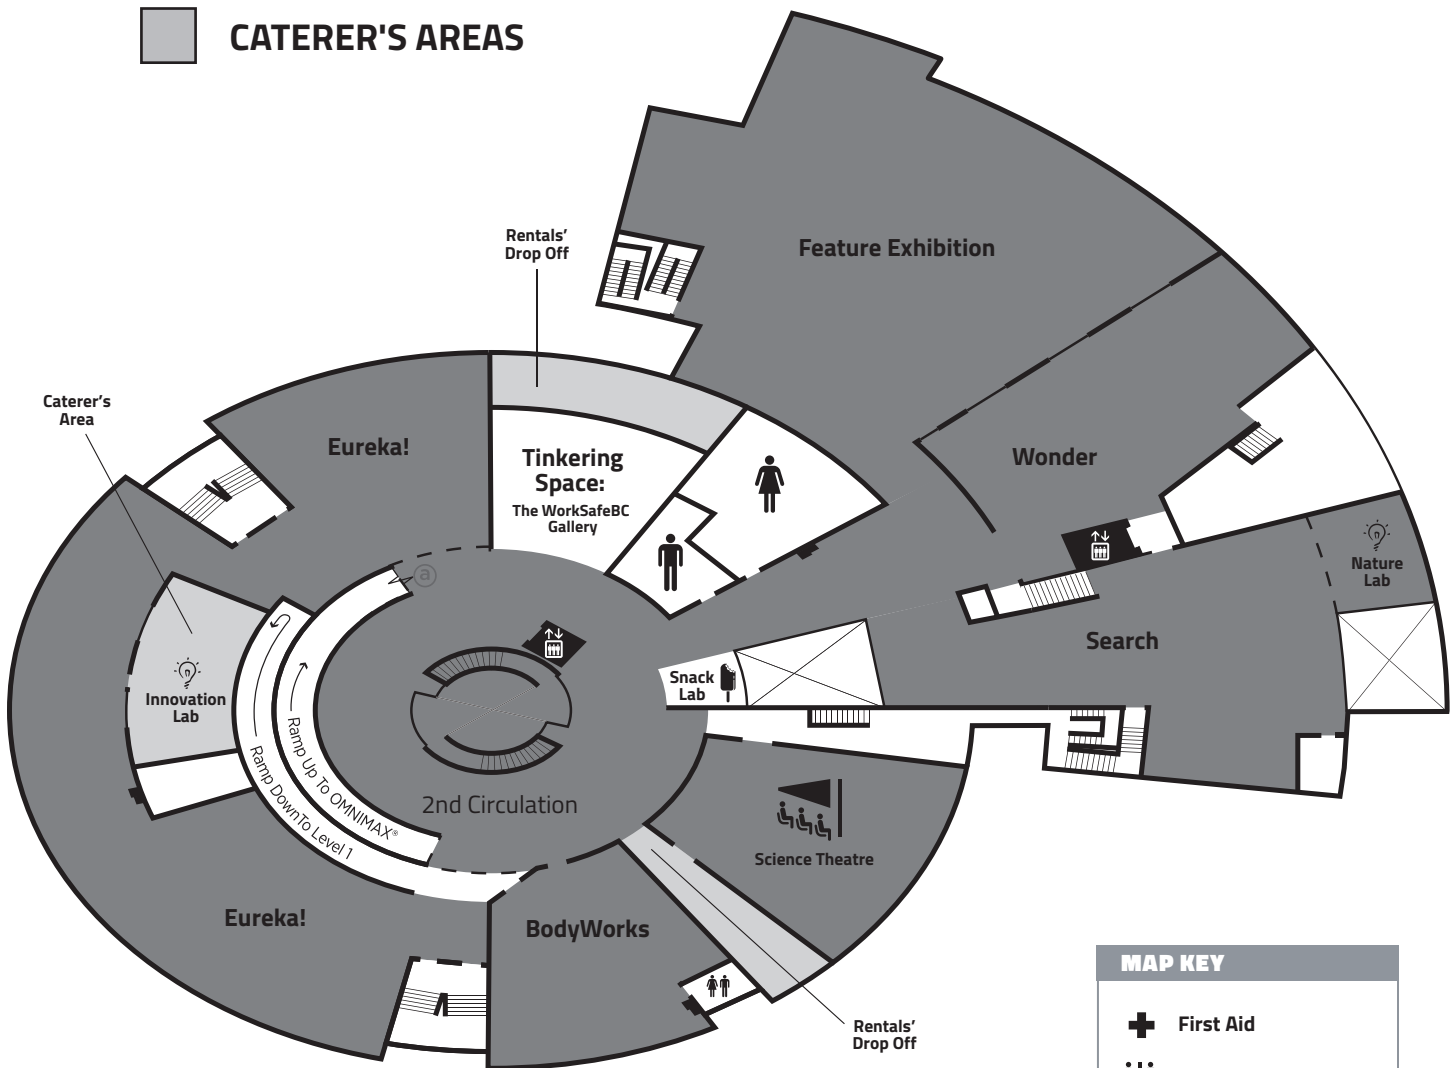 CATERER'S AREAS
Rentals’
Drop Off
Feature Exhibition
Caterer’s
Area
Eureka!
Tinkering
Space:
The WorkSafeBC
Gallery
Wonder
a
Nature
Lab
Search
Snack
Lab
Innovation
Lab
Ramp Up To OMNIMAX®
Ramp DownTo Level 1
2nd Circulation
Science Theatre
Eureka!
BodyWorks
Rentals’
Drop Off
MAP KEY
First Aid